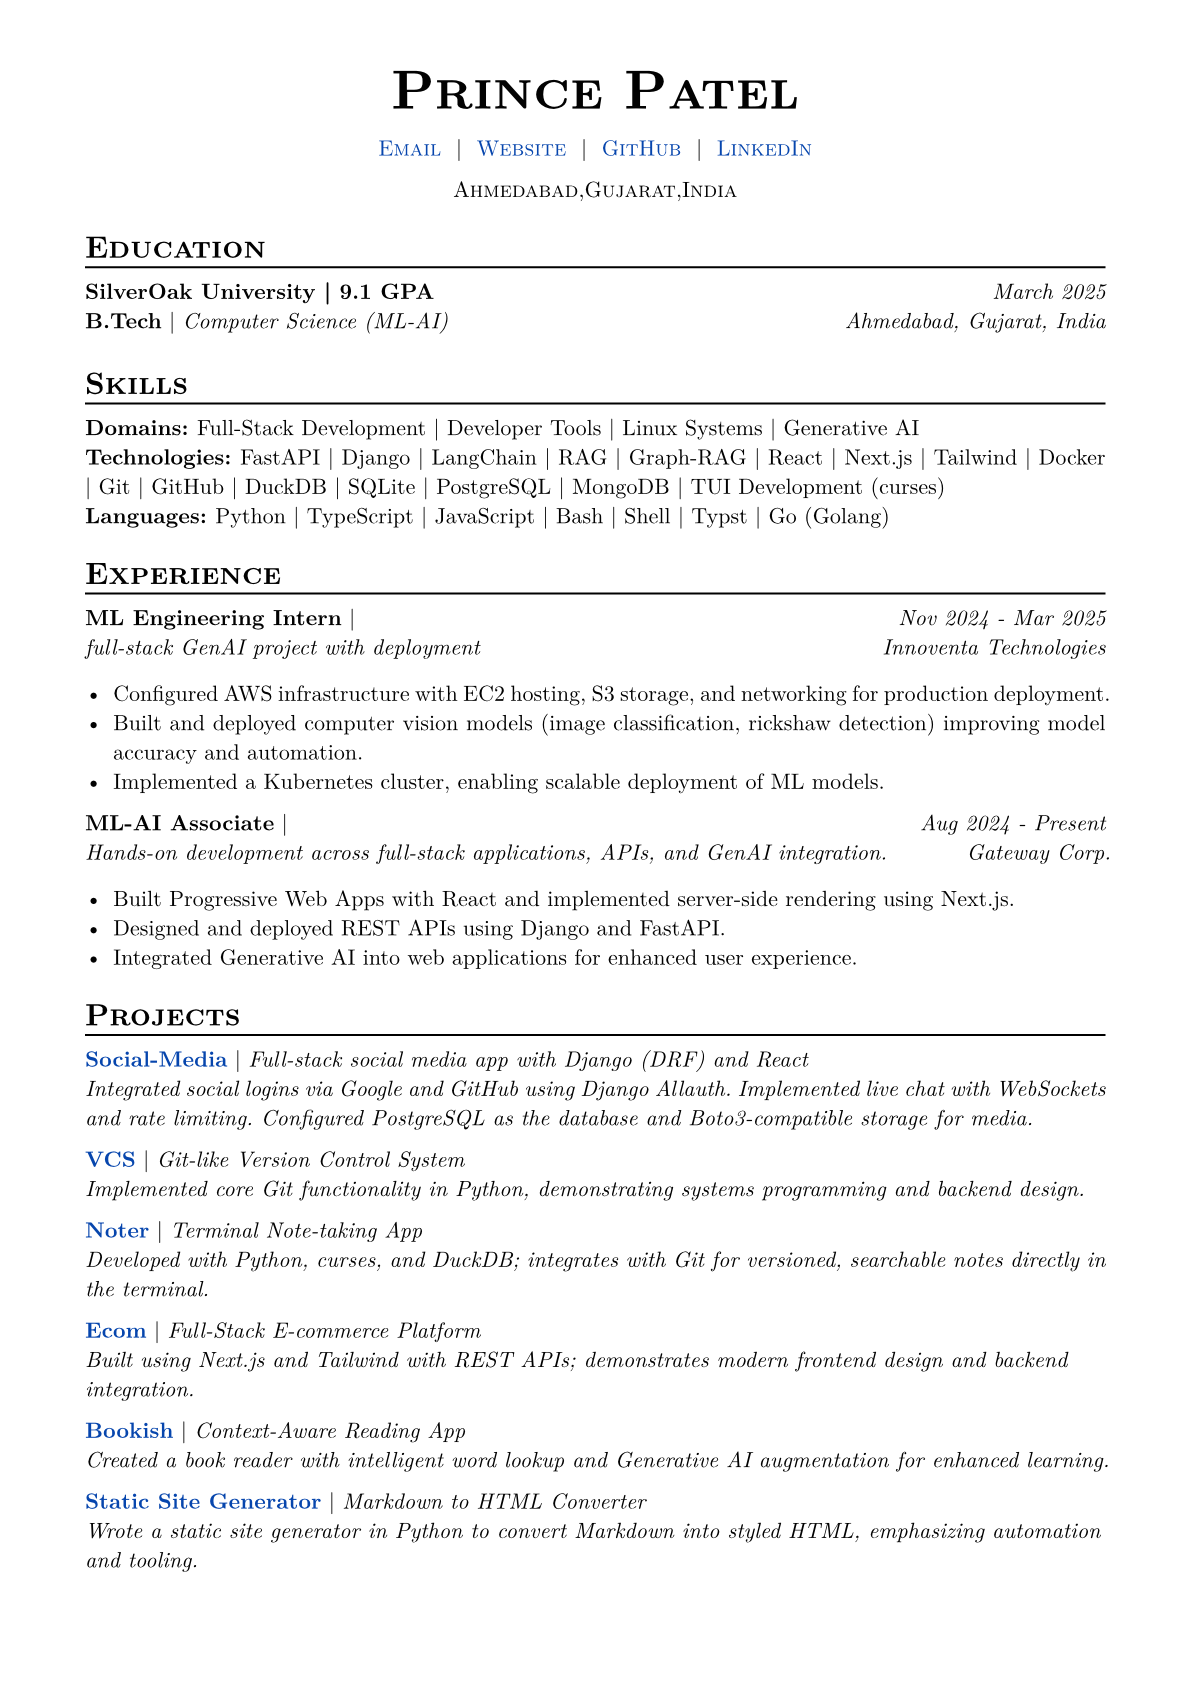 Prince Patel
Email | Website | GitHub | LinkedIn
Ahmedabad,Gujarat,India
Education
SilverOak University | 9.1 GPA March 2025
B.Tech | Computer Science (ML-AI) Ahmedabad, Gujarat, India
Skills
Domains: Full-Stack Development | Developer Tools | Linux Systems | Generative AI
Technologies: FastAPI | Django | LangChain | RAG | Graph-RAG | React | Next.js | Tailwind | Docker
| Git | GitHub | DuckDB | SQLite | PostgreSQL | MongoDB | TUI Development (curses)
Languages: Python | TypeScript | JavaScript | Bash | Shell | Typst | Go (Golang)
Experience
ML Engineering Intern | Nov 2024 - Mar 2025
full-stack GenAI project with deployment Innoventa Technologies
• Configured AWS infrastructure with EC2 hosting, S3 storage, and networking for production deployment.
• Built and deployed computer vision models (image classification, rickshaw detection) improving model
accuracy and automation.
• Implemented a Kubernetes cluster, enabling scalable deployment of ML models.
ML-AI Associate | Aug 2024 - Present
Hands-on development across full-stack applications, APIs, and GenAI integration. Gateway Corp.
• Built Progressive Web Apps with React and implemented server-side rendering using Next.js.
• Designed and deployed REST APIs using Django and FastAPI.
• Integrated Generative AI into web applications for enhanced user experience.
Projects
Social-Media | Full-stack social media app with Django (DRF) and React
Integrated social logins via Google and GitHub using Django Allauth. Implemented live chat with WebSockets
and rate limiting. Configured PostgreSQL as the database and Boto3-compatible storage for media.
VCS | Git-like Version Control System
Implemented core Git functionality in Python, demonstrating systems programming and backend design.
Noter | Terminal Note-taking App
Developed with Python, curses, and DuckDB; integrates with Git for versioned, searchable notes directly in
the terminal.
Ecom | Full-Stack E-commerce Platform
Built using Next.js and Tailwind with REST APIs; demonstrates modern frontend design and backend
integration.
Bookish | Context-Aware Reading App
Created a book reader with intelligent word lookup and Generative AI augmentation for enhanced learning.
Static Site Generator | Markdown to HTML Converter
Wrote a static site generator in Python to convert Markdown into styled HTML, emphasizing automation
and tooling.